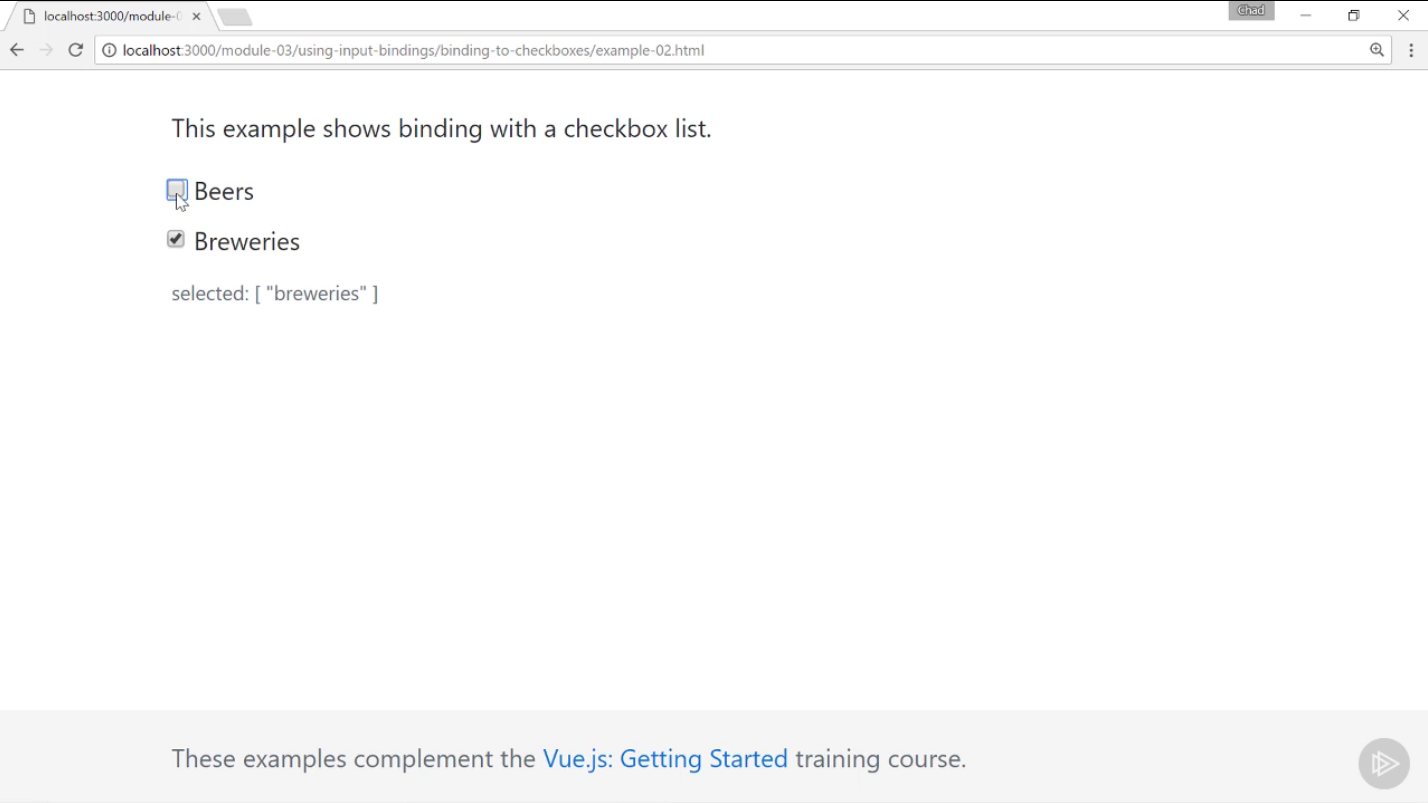 localhost:3000/module-0
Chad
localhost:3000/module-03/using-input-bindings/binding-to-checkboxes/example-02.html
This example shows binding with a checkbox list.
Beers
Breweries
selected: [ "breweries" ]
These examples complement the Vue.js: Getting Started training course.